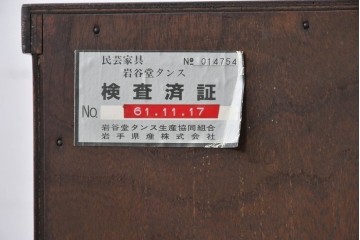 民芸家具 № 014754
岩谷堂タンス
検査済証
No. 61.11.17
岩谷堂タンス生産協同組合
岩手県産株式会社